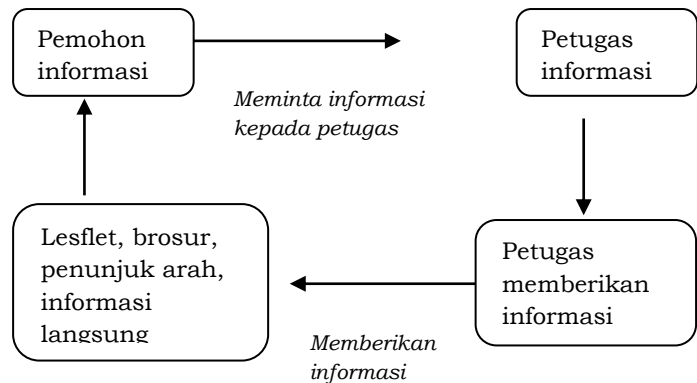 Pemohon
informasi
Petugas
informasi
Meminta informasi
kepada petugas
Lesflet, brosur,
penunjuk arah,
informasi
langsung
Petugas
memberikan
informasi
Memberikan
informasi